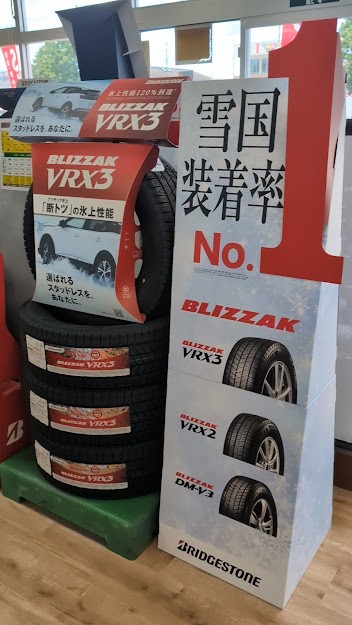 BRIDGESTONE
氷上性能120%到達
BLIZZAK
VRX3
選ばれる
スタッドレスを、あなたに。
BLIZZAK
VRX3
「断トツ」の氷上性能
選ばれる
スタッドレスを、
あなたに。
BLIZZAK VRX3
BLIZZAK VRX3
BLIZZAK VRX3
雪国
装着率
No.1
BLIZZAK
BLIZZAK
VRX3
BLIZZAK
VRX2
BLIZZAK
DM-V3
BRIDGESTONE